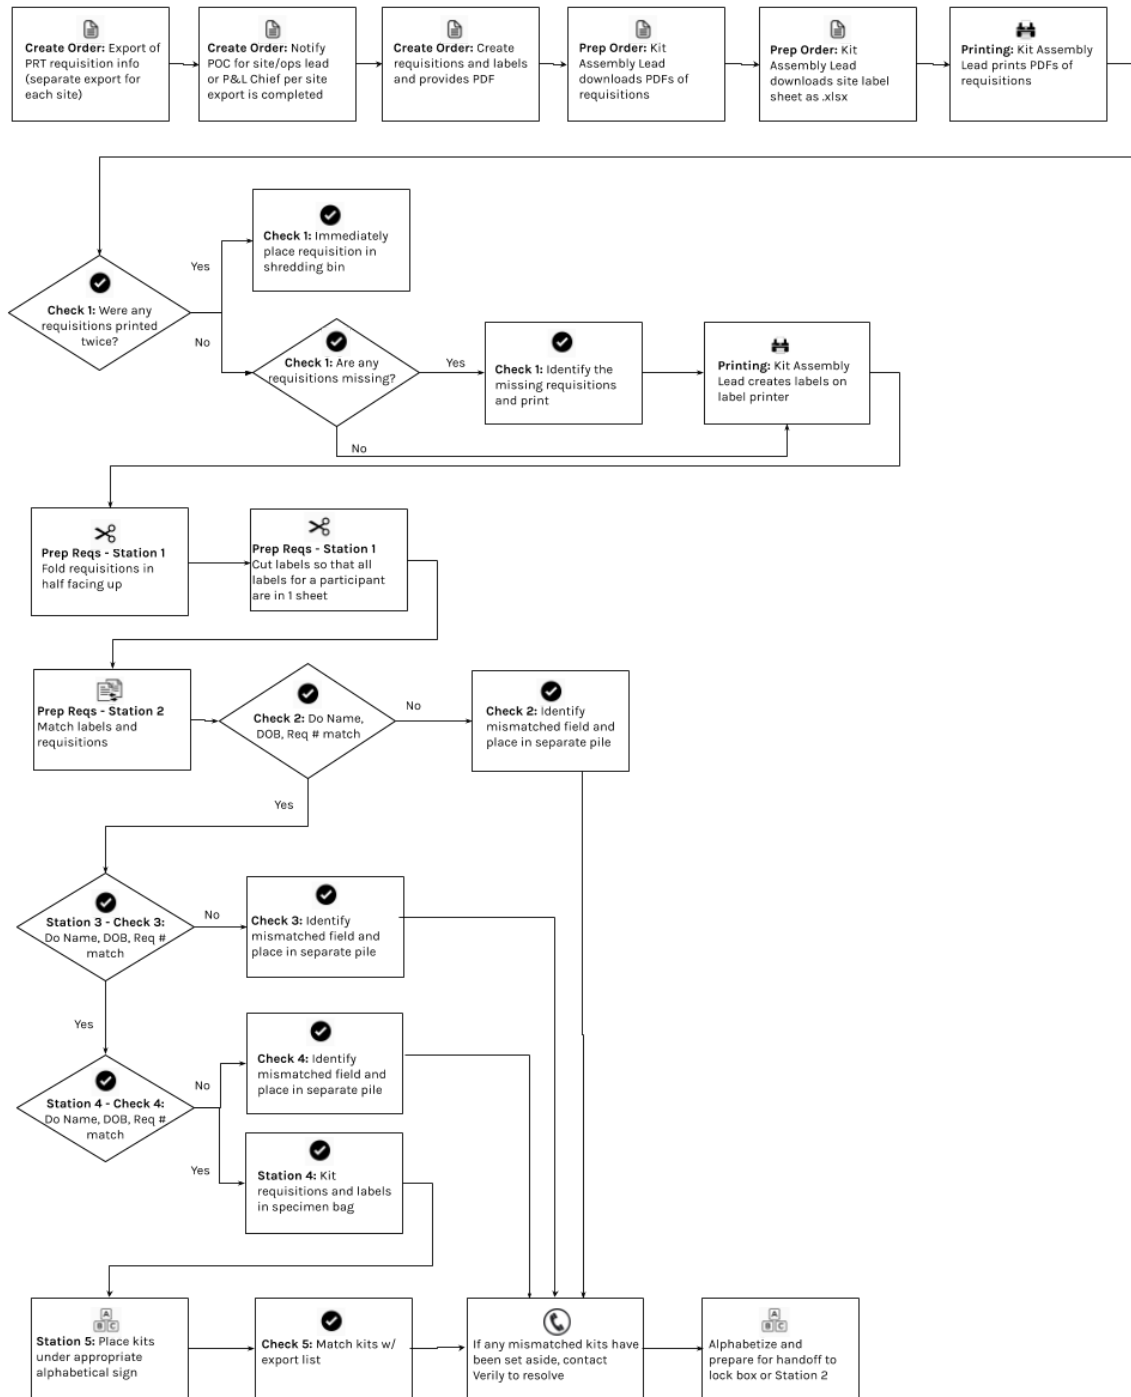 Create Order: Export of
PRT requisition info
(separate export for
each site)
Create Order: Notify
POC for site/ops lead
or P&L Chief per site
export is completed
Create Order: Create
requisitions and labels
and provides PDF
Prep Order: Kit
Assembly Lead
downloads PDFs of
requisitions
Prep Order: Kit
Assembly Lead
downloads site label
sheet as .xlsx
Printing: Kit Assembly
Lead prints PDFs of
requisitions
Check 1: Immediately
place requisition in
shredding bin
Yes
Check 1: Were any
requisitions printed
twice?
No
Check 1: Are any
requisitions missing?
Yes
Check 1: Identify the
missing requisitions
and print
Printing: Kit Assembly
Lead creates labels on
label printer
No
Prep Reqs - Station 1
Fold requisitions in
half facing up
Prep Reqs - Station 1
Cut labels so that all
labels for a participant
are in 1 sheet
Prep Reqs - Station 2
Match labels and
requisitions
Check 2: Do Name,
DOB, Req # match
No
Check 2: Identify
mismatched field and
place in separate pile
Yes
Station 3 - Check 3:
Do Name, DOB, Req #
match
No
Check 3: Identify
mismatched field and
place in separate pile
Yes
Station 4 - Check 4:
Do Name, DOB, Req #
match
No
Check 4: Identify
mismatched field and
place in separate pile
Yes
Station 4: Kit
requisitions and labels
in specimen bag
A
B C
Station 5: Place kits
under appropriate
alphabetical sign
Check 5: Match kits w/
export list
If any mismatched kits have
been set aside, contact
Verily to resolve
A
B C
Alphabetize and
prepare for handoff to
lock box or Station 2